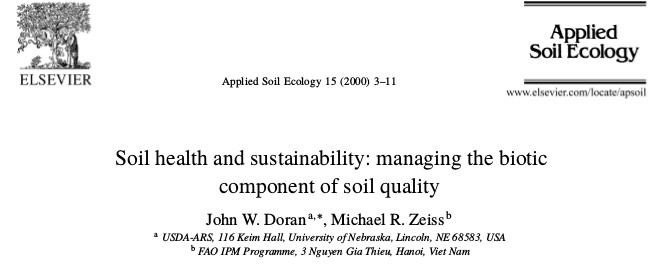 ELSEVIER
Applied Soil Ecology 15 (2000) 3–11
Applied
Soil Ecology
www.elsevier.com/locate/apsoil
Soil health and sustainability: managing the biotic
component of soil quality
John W. Doran a,*, Michael R. Zeiss b
a USDA-ARS, 116 Keim Hall, University of Nebraska, Lincoln, NE 68583, USA
b FAO IPM Programme, 3 Nguyen Gia Thieu, Hanoi, Viet Nam